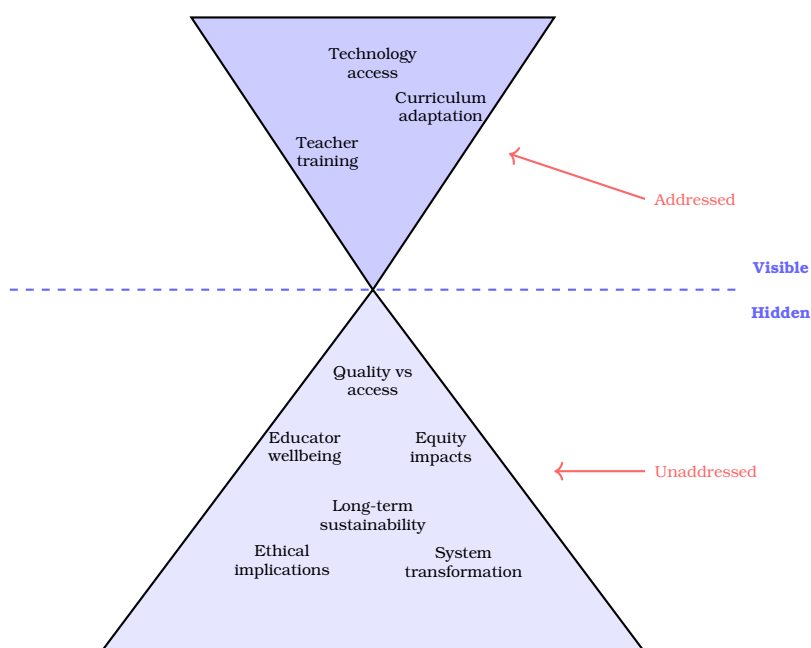 Technology
access
Curriculum
adaptation
Teacher
training
Addressed
Visible
Hidden
Quality vs
access
Educator
wellbeing
Equity
impacts
Unaddressed
Long-term
sustainability
Ethical
implications
System
transformation